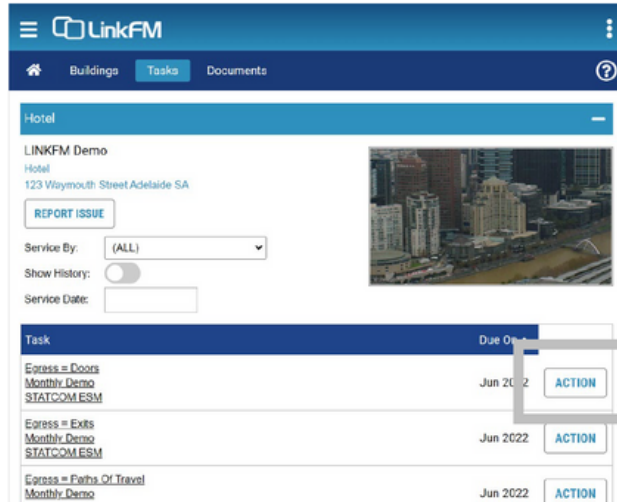 LinkFM
Buildings Tasks Documents ?
Hotel
LINKFM Demo
Hotel
123 Waymouth Street Adelaide SA
REPORT ISSUE
Service By: (ALL)
Show History:
Service Date:
Task Due On
Egress = Doors
Monthly Demo
STATCOM ESM
Jun 2022 ACTION
Egress = Exits
Monthly Demo
STATCOM ESM
Jun 2022 ACTION
Egress = Paths Of Travel
Monthly Demo
Jun 2022 ACTION